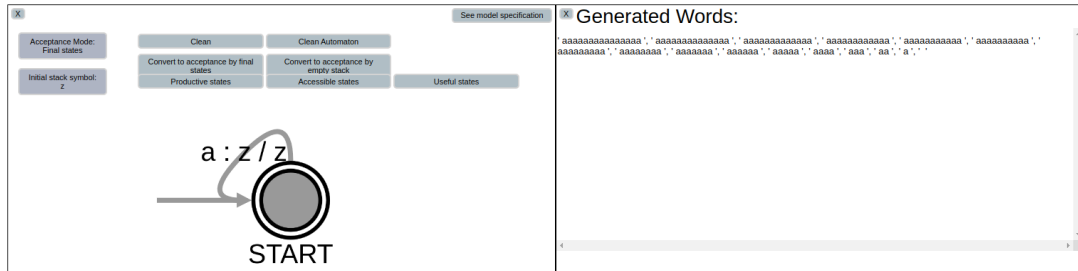 X
See model specification
Acceptance Mode:
Final states
Clean
Clean Automaton
Initial stack symbol:
z
Convert to acceptance by final
states
Convert to acceptance by
empty stack
Productive states
Accessible states
Useful states
a : z / z
START
X
Generated Words:
' aaaaaaaaaaaaaaa ', ' aaaaaaaaaaaaaa ', ' aaaaaaaaaaaaa ', ' aaaaaaaaaaaa ', ' aaaaaaaaaaa ', ' aaaaaaaaaa ', '
aaaaaaaaa ', ' aaaaaaaa ', ' aaaaaaa ', ' aaaaaa ', ' aaaaa ', ' aaaa ', ' aaa ', ' aa ', ' a ', ' '